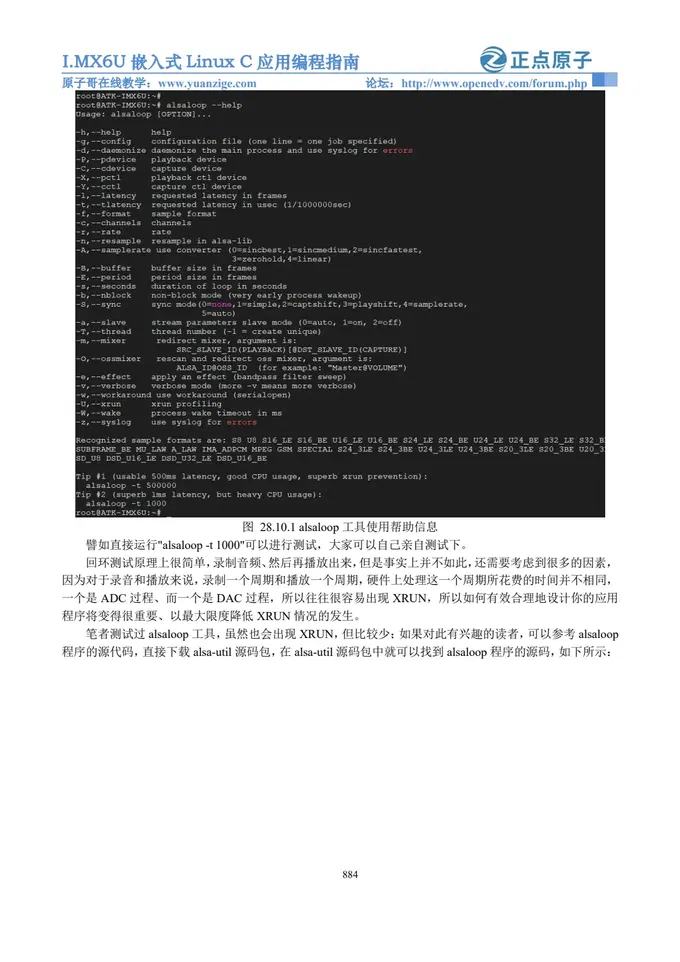 I.MX6U 嵌入式 Linux C 应用编程指南
正点原子
原子哥在线教学：www.yuanzige.com 论坛：http://www.openedv.com/forum.php
root@ATK-IMX6U:~#
root@ATK-IMX6U:~# alsaloop --help
Usage: alsaloop [OPTION]...
-h,--help help
-g,--config configuration file (one line = one job specified)
-d,--daemonize daemonize the main process and use syslog for errors
-P,--pdevice playback device
-C,--cdevice capture device
-X,--pctl playback ctl device
-Y,--cctl capture ctl device
-l,--latency requested latency in frames
-t,--tlatency requested latency in usec (1/1000000sec)
-f,--format sample format
-c,--channels channels
-r,--rate rate
-n,--resample resample in alsa-lib
-A,--samplerate use converter (0=sincbest,1=sincmedium,2=sincfastest,
3=zerohold,4=linear)
-B,--buffer buffer size in frames
-E,--period period size in frames
-s,--seconds duration of loop in seconds
-b,--nblock non-block mode (very early process wakeup)
-S,--sync sync mode(0=none,1=simple,2=captshift,3=playshift,4=samplerate,
5=auto)
-a,--slave stream parameters slave mode (0=auto, 1=on, 2=off)
-T,--thread thread number (-1 = create unique)
-m,--mixer redirect mixer, argument is:
SRC_SLAVE_ID(PLAYBACK)[@DST_SLAVE_ID(CAPTURE)]
-O,--ossmixer rescan and redirect oss mixer, argument is:
ALSA_ID@OSS_ID (for example: "Master@VOLUME")
-e,--effect apply an effect (bandpass filter sweep)
-v,--verbose verbose mode (more -v means more verbose)
-w,--workaround use workaround (serialopen)
-U,--xrun xrun profiling
-W,--wake process wake timeout in ms
-z,--syslog use syslog for errors
Recognized sample formats are: S8 U8 S16_LE S16_BE U16_LE U16_BE S24_LE S24_BE U24_LE U24_BE S32_LE S32_B
SUBFRAME_BE MU_LAW A_LAW IMA_ADPCM MPEG GSM SPECIAL S24_3LE S24_3BE U24_3LE U24_3BE S20_3LE S20_3BE U20_3
SD_U8 DSD_U16_LE DSD_U32_LE DSD_U16_BE
Tip #1 (usable 500ms latency, good CPU usage, superb xrun prevention):
alsaloop -t 500000
Tip #2 (superb 1ms latency, but heavy CPU usage):
alsaloop -t 1000
root@ATK-IMX6U:~#
图 28.10.1 alsaloop 工具使用帮助信息
譬如直接运行"alsaloop -t 1000"可以进行测试，大家可以自己亲自测试下。
回环测试原理上很简单，录制音频、然后再播放出来，但是事实上并不如此，还需要考虑到很多的因素，
因为对于录音和播放来说，录制一个周期和播放一个周期，硬件上处理这一个周期所花费的时间并不相同，
一个是 ADC 过程、而一个是 DAC 过程，所以往往很容易出现 XRUN，所以如何有效合理地设计你的应用
程序将变得很重要、以最大限度降低 XRUN 情况的发生。
笔者测试过 alsaloop 工具，虽然也会出现 XRUN，但比较少；如果对此有兴趣的读者，可以参考 alsaloop
程序的源代码，直接下载 alsa-util 源码包，在 alsa-util 源码包中就可以找到 alsaloop 程序的源码，如下所示：
884